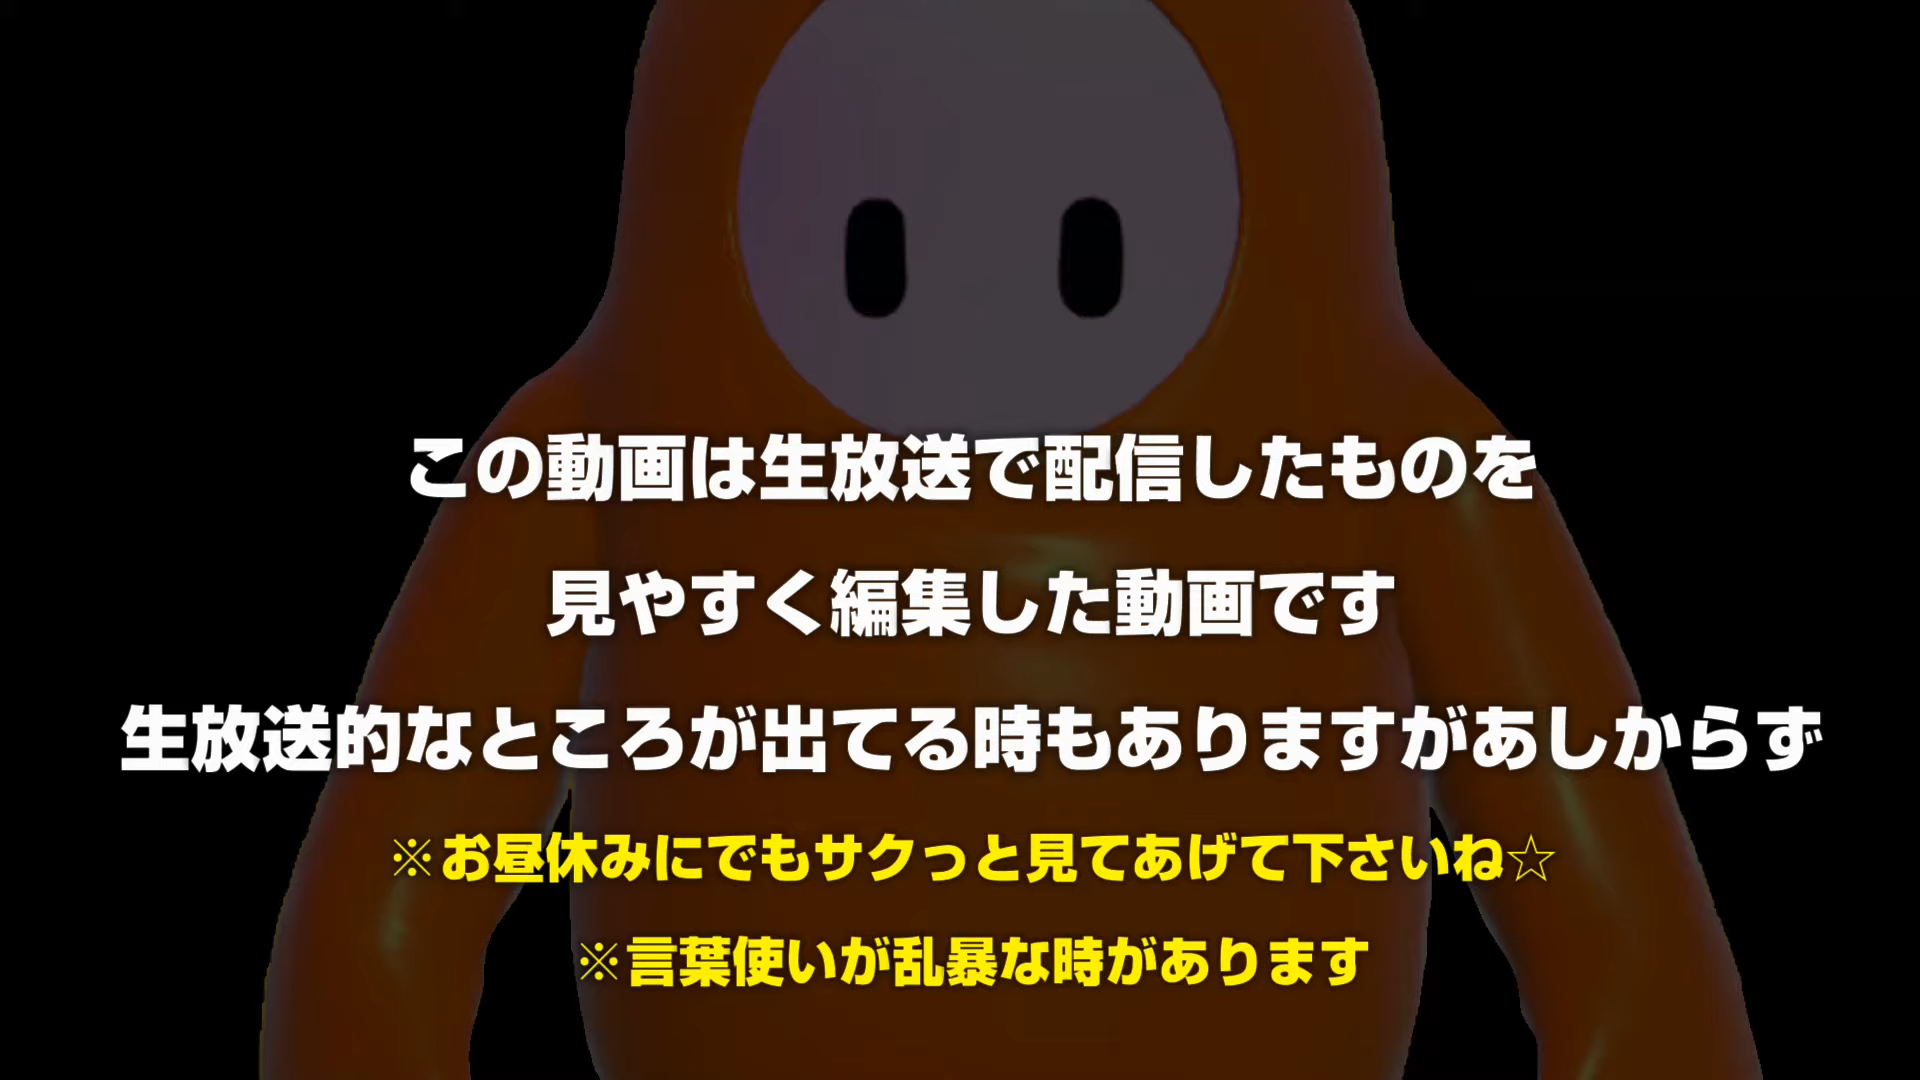 この動画は生放送で配信したものを
見やすく編集した動画です
生放送的なところが出てる時もありますがあしからず
※お昼休みにでもサクっと見てあげて下さいね☆
※言葉使いが乱暴な時があります